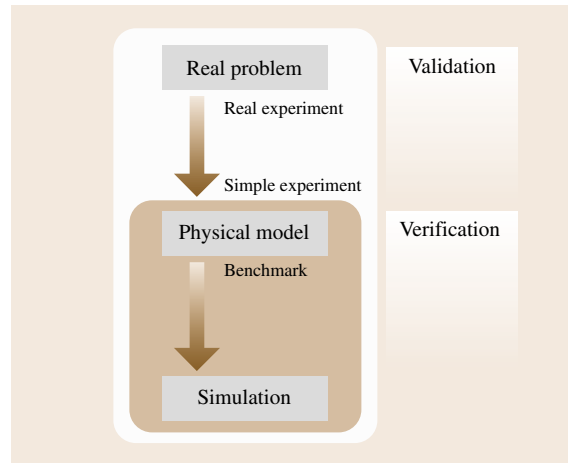 Real problem
Validation
Real experiment
Simple experiment
Physical model
Verification
Benchmark
Simulation